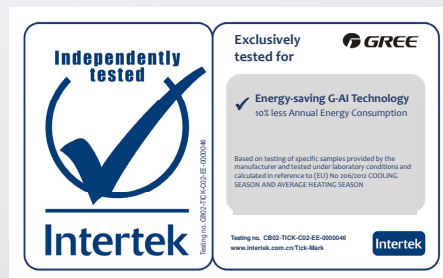 Independently
tested
Intertek
Testing no. CB02-TICK-C02-EE-0000046
Exclusively
tested for
GREE
Energy-saving G-AI Technology
10% less Annual Energy Consumption
Based on testing of specific samples provided by the
manufacturer and tested under laboratory conditions and
calculated in reference to (EU) No 206/2012 COOLING
SEASON AND AVERAGE HEATING SEASON
Testing no. CB02-TICK-C02-EE-0000046
www.intertek.com.cn/Tick-Mark
Intertek